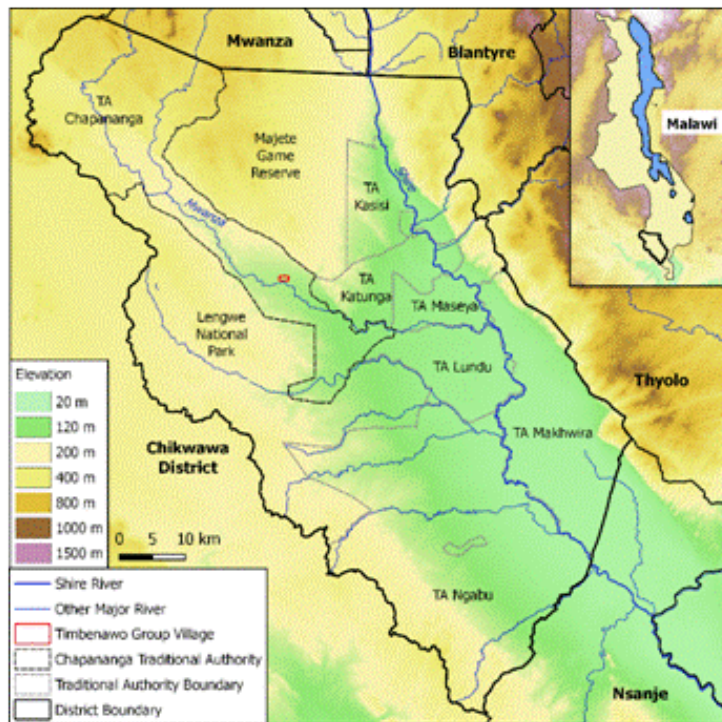 Mwanza
Blantyre
Malawi
TA
Chapananga
Majete
Game
Reserve
Shire
TA
Kasisi
Mwanza
TA
Katunga
TA Maseya
Lengwe
National
Park
TA Lundu
Thyolo
TA Makhwira
Chikwawa
District
TA Ngabu
Nsanje
Elevation
20 m
120 m
200 m
400 m
800 m
1000 m
1500 m
0 5 10 km
Shire River
Other Major River
Timbenawo Group Village
Chapananga Traditional Authority
Traditional Authority Boundary
District Boundary